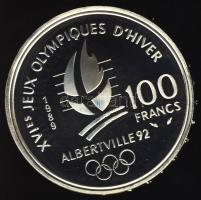 XVIES JEUX OLYMPIQUES D'HIVER
1989
100
FRANCS
ALBERTVILLE 92